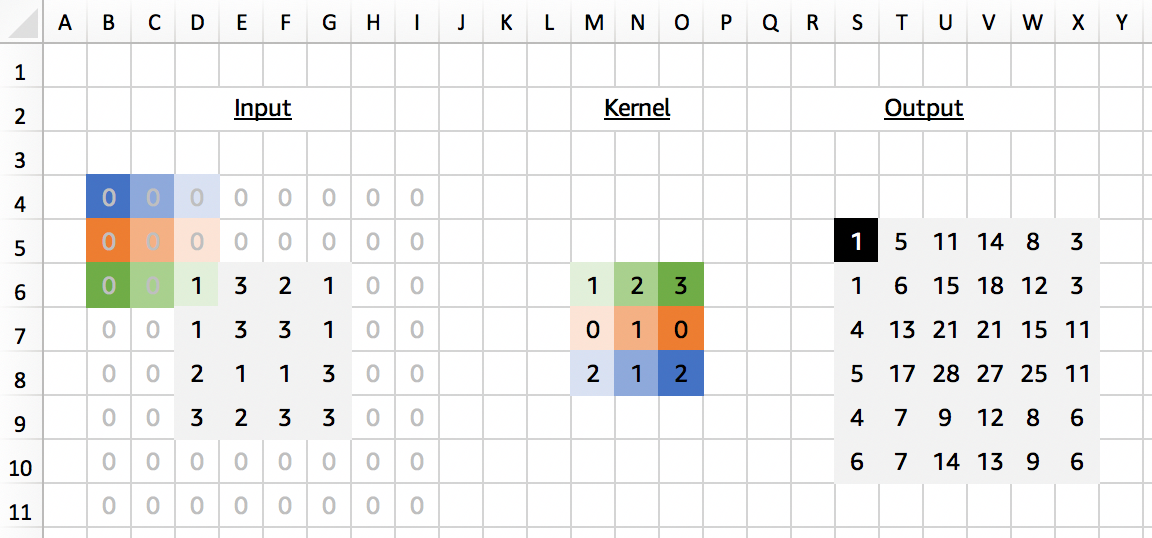 A B C D E F G H I J K L M N O P Q R S T U V W X Y
1
2 Input Kernel Output
3
4 0 0 0 0 0 0 0 0
5 0 0 0 0 0 0 0 0 1 5 11 14 8 3
6 0 0 1 3 2 1 0 0 1 2 3 1 6 15 18 12 3
7 0 0 1 3 3 1 0 0 0 1 0 4 13 21 21 15 11
8 0 0 2 1 1 3 0 0 2 1 2 5 17 28 27 25 11
9 0 0 3 2 3 3 0 0 4 7 9 12 8 6
10 0 0 0 0 0 0 0 0 6 7 14 13 9 6
11 0 0 0 0 0 0 0 0